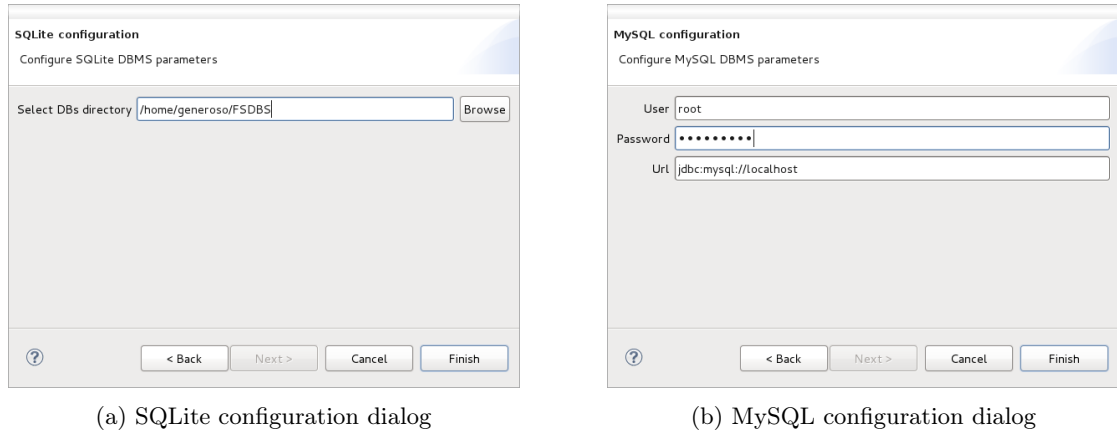 SQLite configuration
Configure SQLite DBMS parameters
Select DBs directory /home/generoso/FSDBS Browse
? < Back Next > Cancel Finish
(a) SQLite configuration dialog
MySQL configuration
Configure MySQL DBMS parameters
User root
Password •••••••••
Url jdbc:mysql://localhost
? < Back Next > Cancel Finish
(b) MySQL configuration dialog